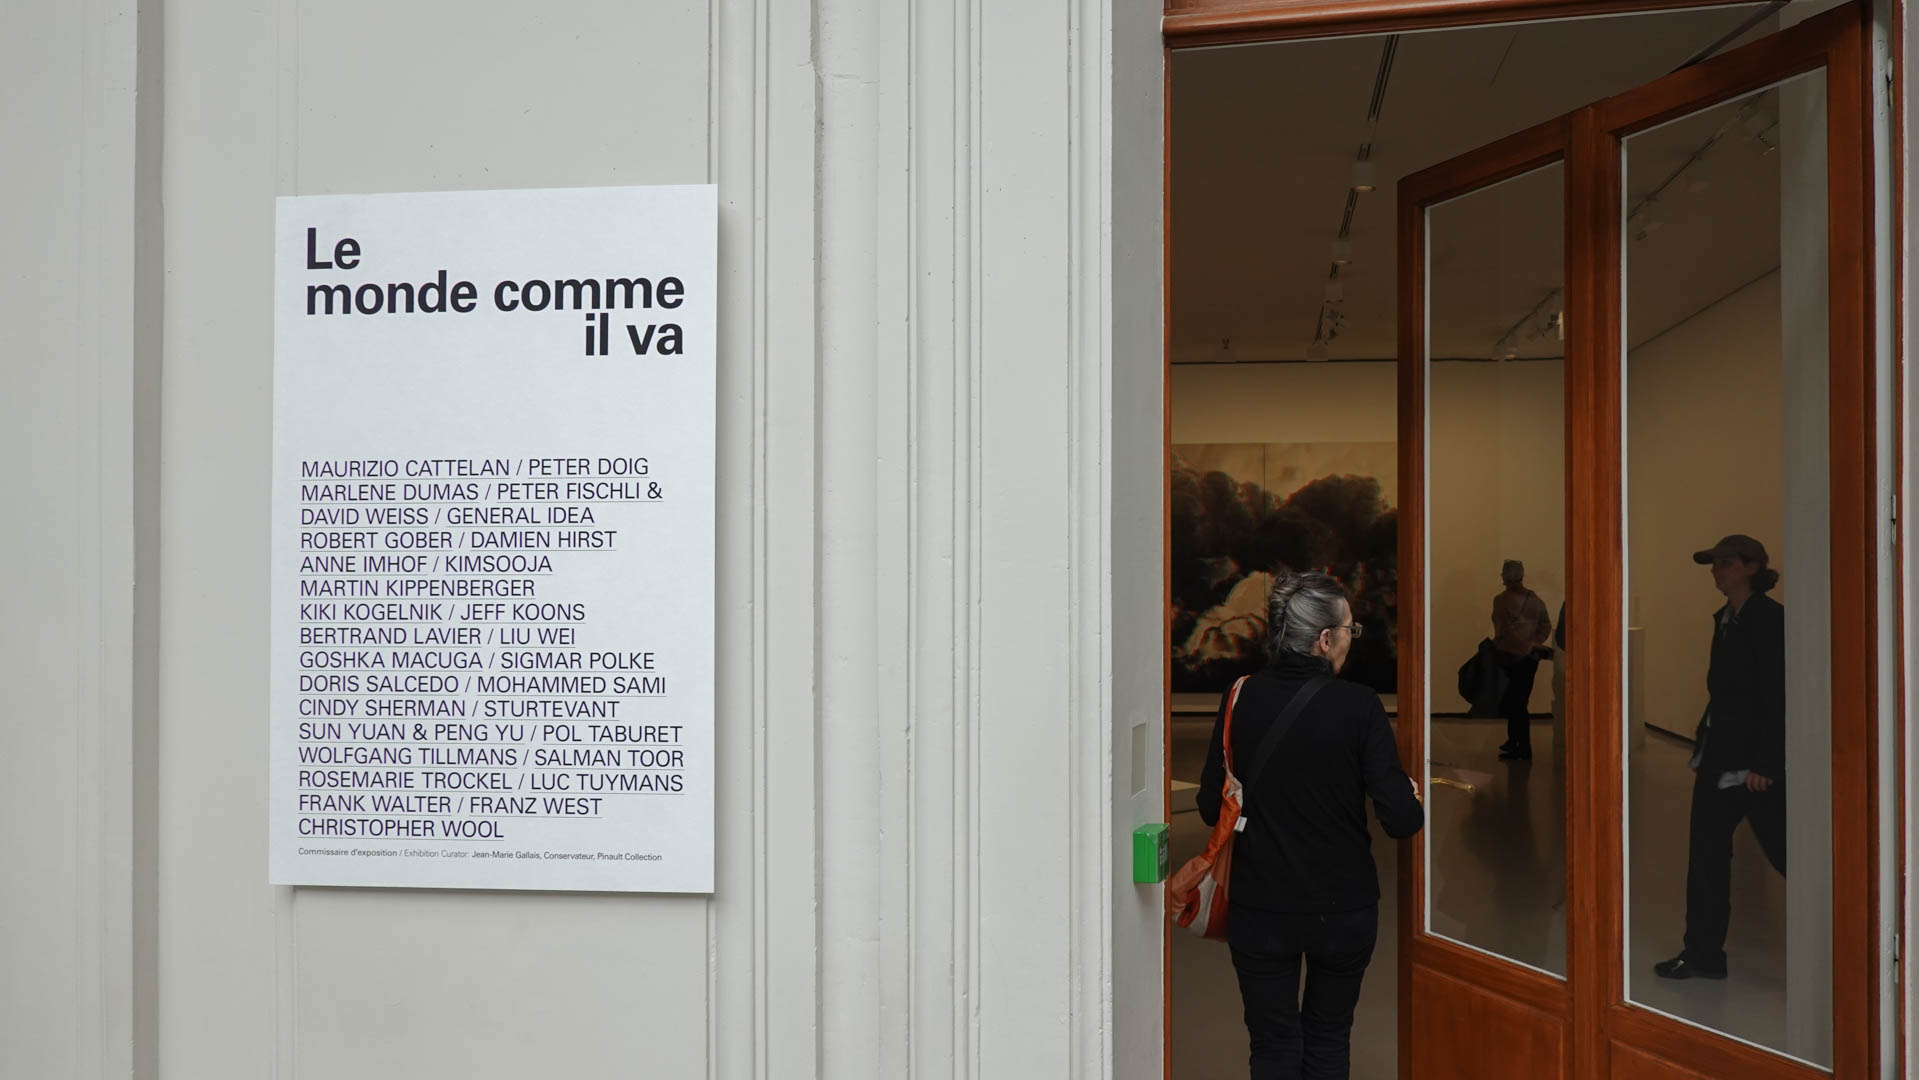 Le
monde comme
il va
MAURIZIO CATTELAN / PETER DOIG
MARLENE DUMAS / PETER FISCHLI &
DAVID WEISS / GENERAL IDEA
ROBERT GOBER / DAMIEN HIRST
ANNE IMHOF / KIMSOOJA
MARTIN KIPPENBERGER
KIKI KOGELNIK / JEFF KOONS
BERTRAND LAVIER / LIU WEI
GOSHKA MACUGA / SIGMAR POLKE
DORIS SALCEDO / MOHAMMED SAMI
CINDY SHERMAN / STURTEVANT
SUN YUAN & PENG YU / POL TABURET
WOLFGANG TILLMANS / SALMAN TOOR
ROSEMARIE TROCKEL / LUC TUYMANS
FRANK WALTER / FRANZ WEST
CHRISTOPHER WOOL
Commissaire d'exposition / Exhibition Curator: Jean-Marie Gallais, Conservateur, Pinault Collection